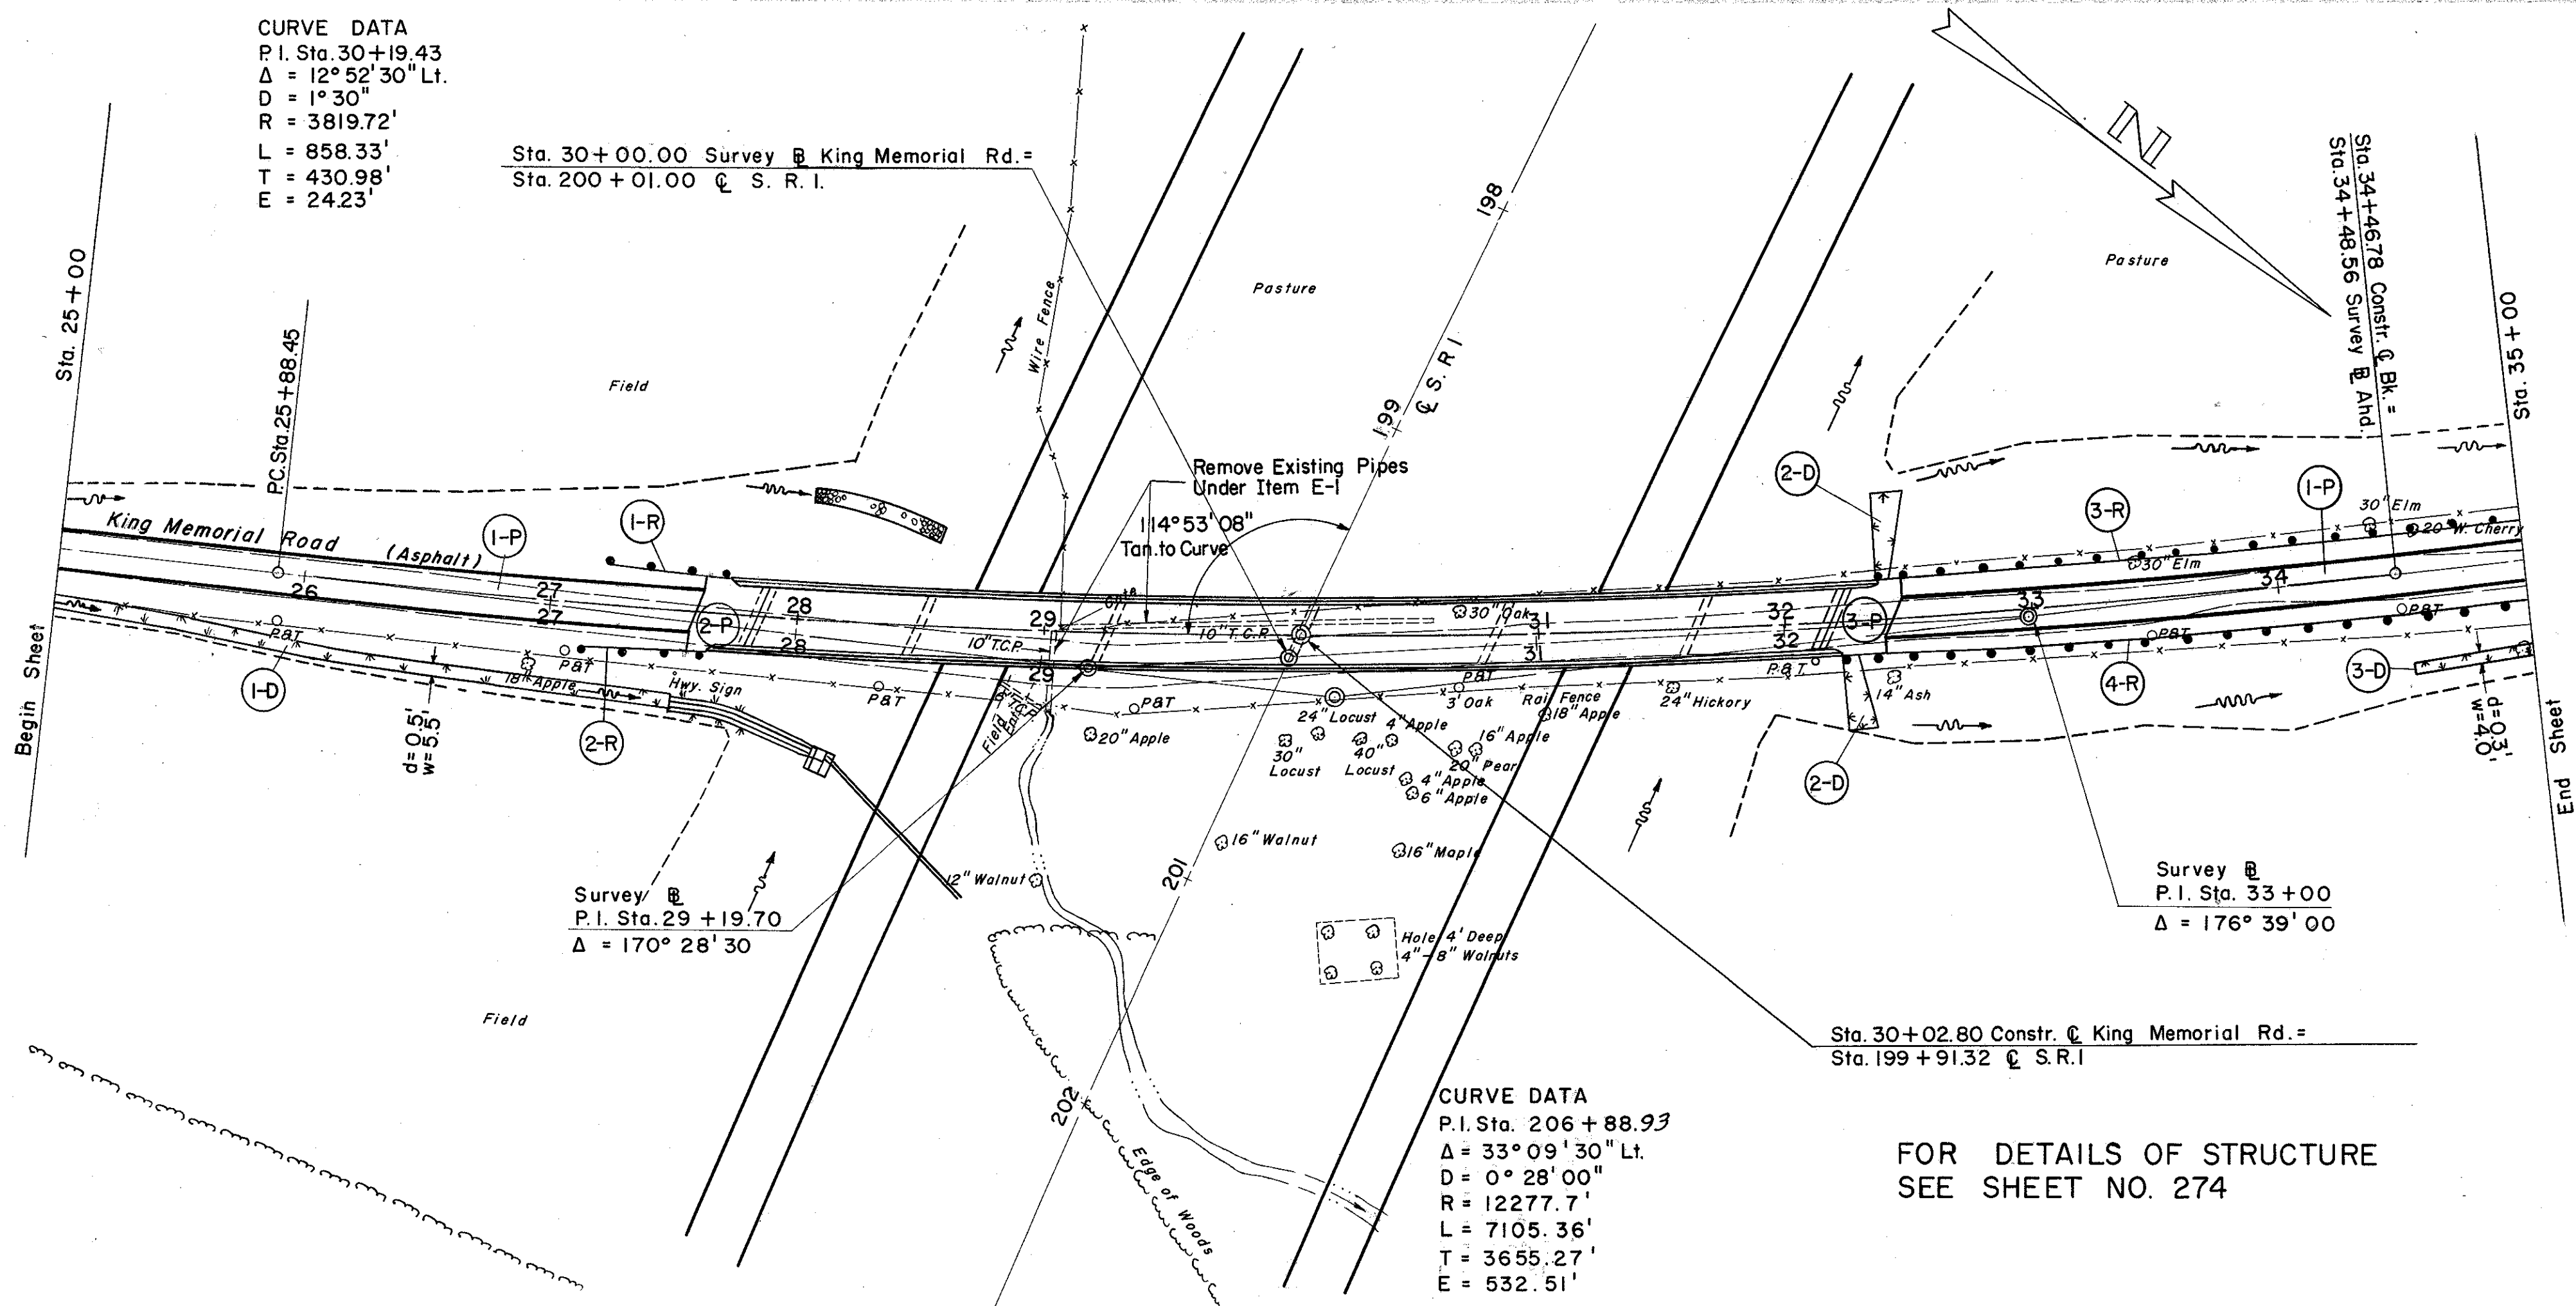 CURVE DATA
P.I. Sta. 30+19.43
Δ = 12° 52' 30" Lt.
D = 1° 30"
R = 3819.72'
L = 858.33'
T = 430.98'
E = 24.23'
Sta. 30+00.00 Survey ℄ King Memorial Rd. =
Sta. 200+01.00 ℄ S. R. I.
N
Sta. 34+46.78 Constr. ℄ Bk. =
Sta. 34+48.56 Survey ℄ Ahd.
Sta. 25+00
P.C. Sta. 25+88.45
Sta. 35+00
Wire Fence
Pasture
Pasture
Field
198
199
℄ S. R I
Remove Existing Pipes
Under Item E-1
114° 53' 08"
Tan. to Curve
King Memorial Road (Asphalt)
1-P
1-R
2-D
3-R
1-P
30" Elm
20" W. Cherry
30" Elm
26
27
27
2-P
28
28
29
29
10" T.C.P.
10" T.C.P.
30" Oak
31
31
32
32
3-P
33
34
P&T
P&T
P&T
P&T
P&T
P&T
P&T
P&T
1-D
18" Apple
Hwy. Sign
2-R
d = 0.5'
w = 5.5'
Field Ent.
20" Apple
24" Locust
30" Locust
40" Locust
4" Apple
3' Oak
Rail Fence
18" Apple
16" Apple
20" Pear
4" Apple
6" Apple
24" Hickory
14" Ash
4-R
3-D
2-D
d = 0.3'
w = 4.0'
Begin Sheet
End Sheet
16" Walnut
16" Maple
12" Walnut
201
Survey ℄
P.I. Sta. 29+19.70
Δ = 170° 28' 30
Survey ℄
P.I. Sta. 33+00
Δ = 176° 39' 00
Hole 4' Deep
4"-8" Walnuts
Field
202
Edge of Woods
Sta. 30+02.80 Constr. ℄ King Memorial Rd. =
Sta. 199+91.32 ℄ S.R.I
CURVE DATA
P.I. Sta. 206+88.93
Δ = 33° 09' 30" Lt.
D = 0° 28' 00"
R = 12277.7'
L = 7105.36'
T = 3655.27'
E = 532.51'
FOR DETAILS OF STRUCTURE
SEE SHEET NO. 274